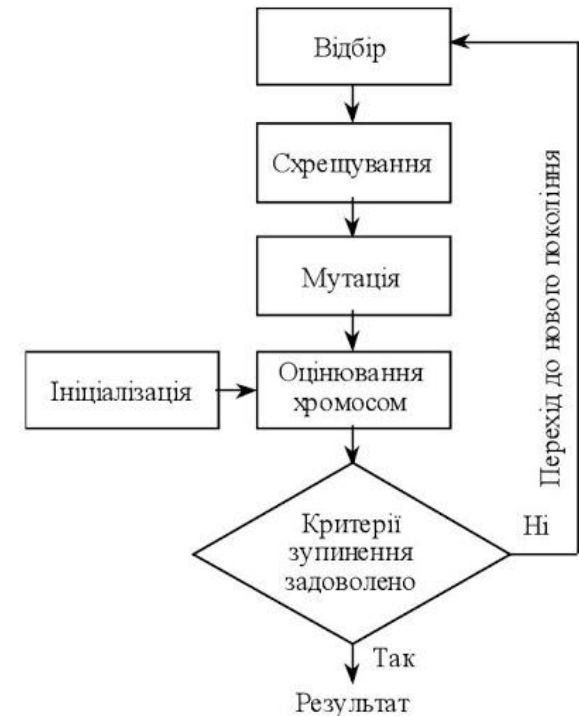 Відбір
Схрещування
Мутація
Ініціалізація
Оцінювання
хромосом
Критерії
зупинення
задоволено
Ні
Перехід до нового покоління
Так
Результат